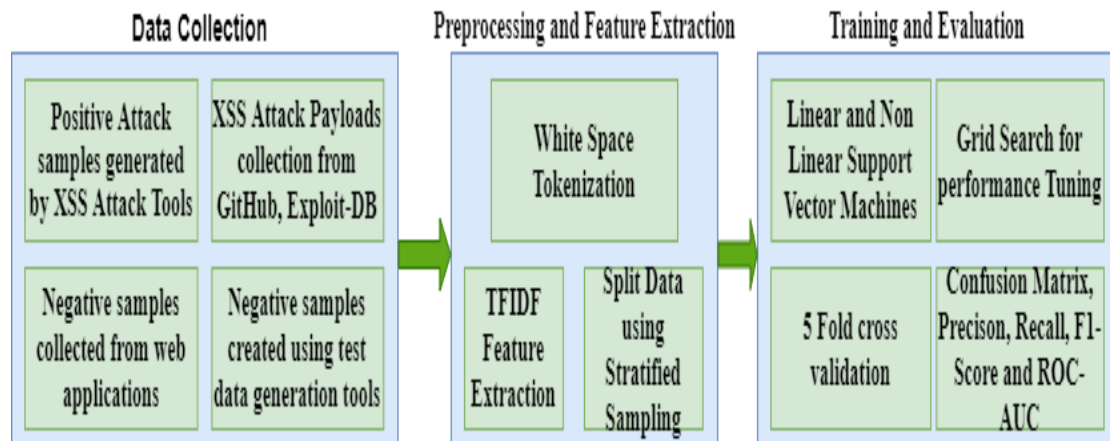 Data Collection
Preprocessing and Feature Extraction
Training and Evaluation
Positive Attack
samples generated
by XSS Attack Tools
XSS Attack Payloads
collection from
GitHub, Exploit-DB
Negative samples
collected from web
applications
Negative samples
created using test
data generation tools
White Space
Tokenization
TFIDF
Feature
Extraction
Split Data
using
Stratified
Sampling
Linear and Non
Linear Support
Vector Machines
Grid Search for
performance Tuning
5 Fold cross
validation
Confusion Matrix,
Precison, Recall, F1-
Score and ROC-
AUC